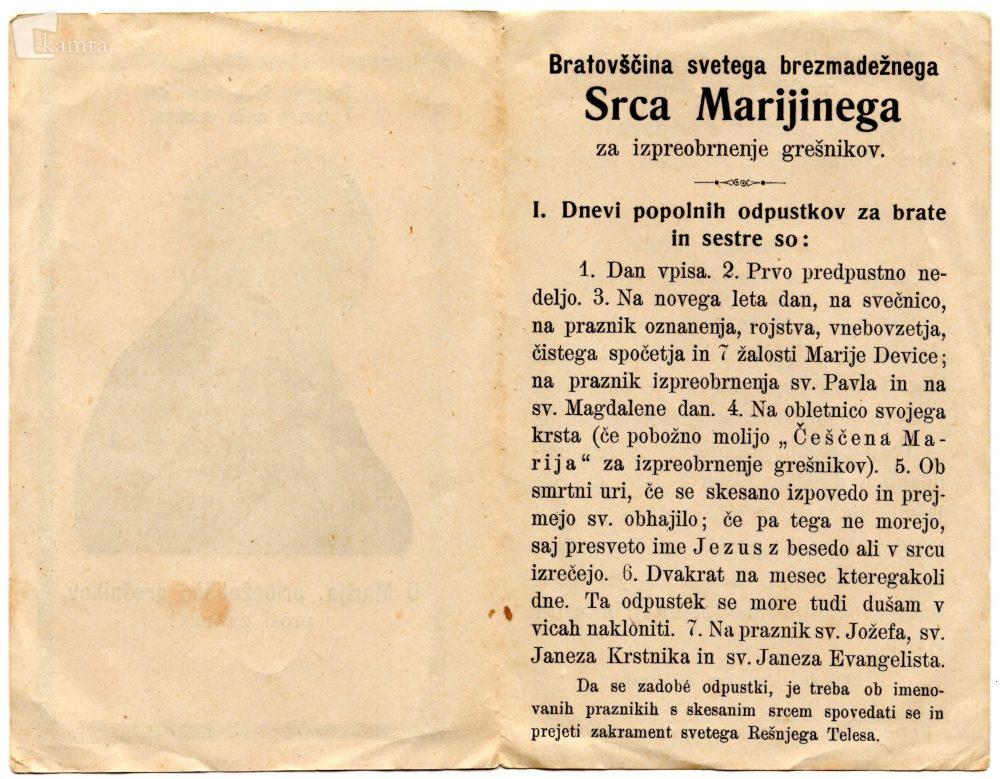 kamra
Bratovščina svetega brezmadežnega
Srca Marijinega
za izpreobrnenje grešnikov.
I. Dnevi popolnih odpustkov za brate
in sestre so:
1. Dan vpisa. 2. Prvo predpustno ne-
deljo. 3. Na novega leta dan, na svečnico,
na praznik oznanenja, rojstva, vnebovzetja,
čistega spočetja in 7 žalosti Marije Device;
na praznik izpreobrnenja sv. Pavla in na
sv. Magdalene dan. 4. Na obletnico svojega
krsta (če pobožno molijo „Češčena Ma-
rija“ za izpreobrnenje grešnikov). 5. Ob
smrtni uri, če se skesano izpovedo in prej-
mejo sv. obhajilo; če pa tega ne morejo,
saj presveto ime Jezus z besedo ali v srcu
izrečejo. 6. Dvakrat na mesec kteregakoli
dne. Ta odpustek se more tudi dušam v
vicah nakloniti. 7. Na praznik sv. Jožefa, sv.
Janeza Krstnika in sv. Janeza Evangelista.
Da se zadobé odpustki, je treba ob imeno-
vanih praznikih s skesanim srcem spovedati se in
prejeti zakrament svetega Rešnjega Telesa.